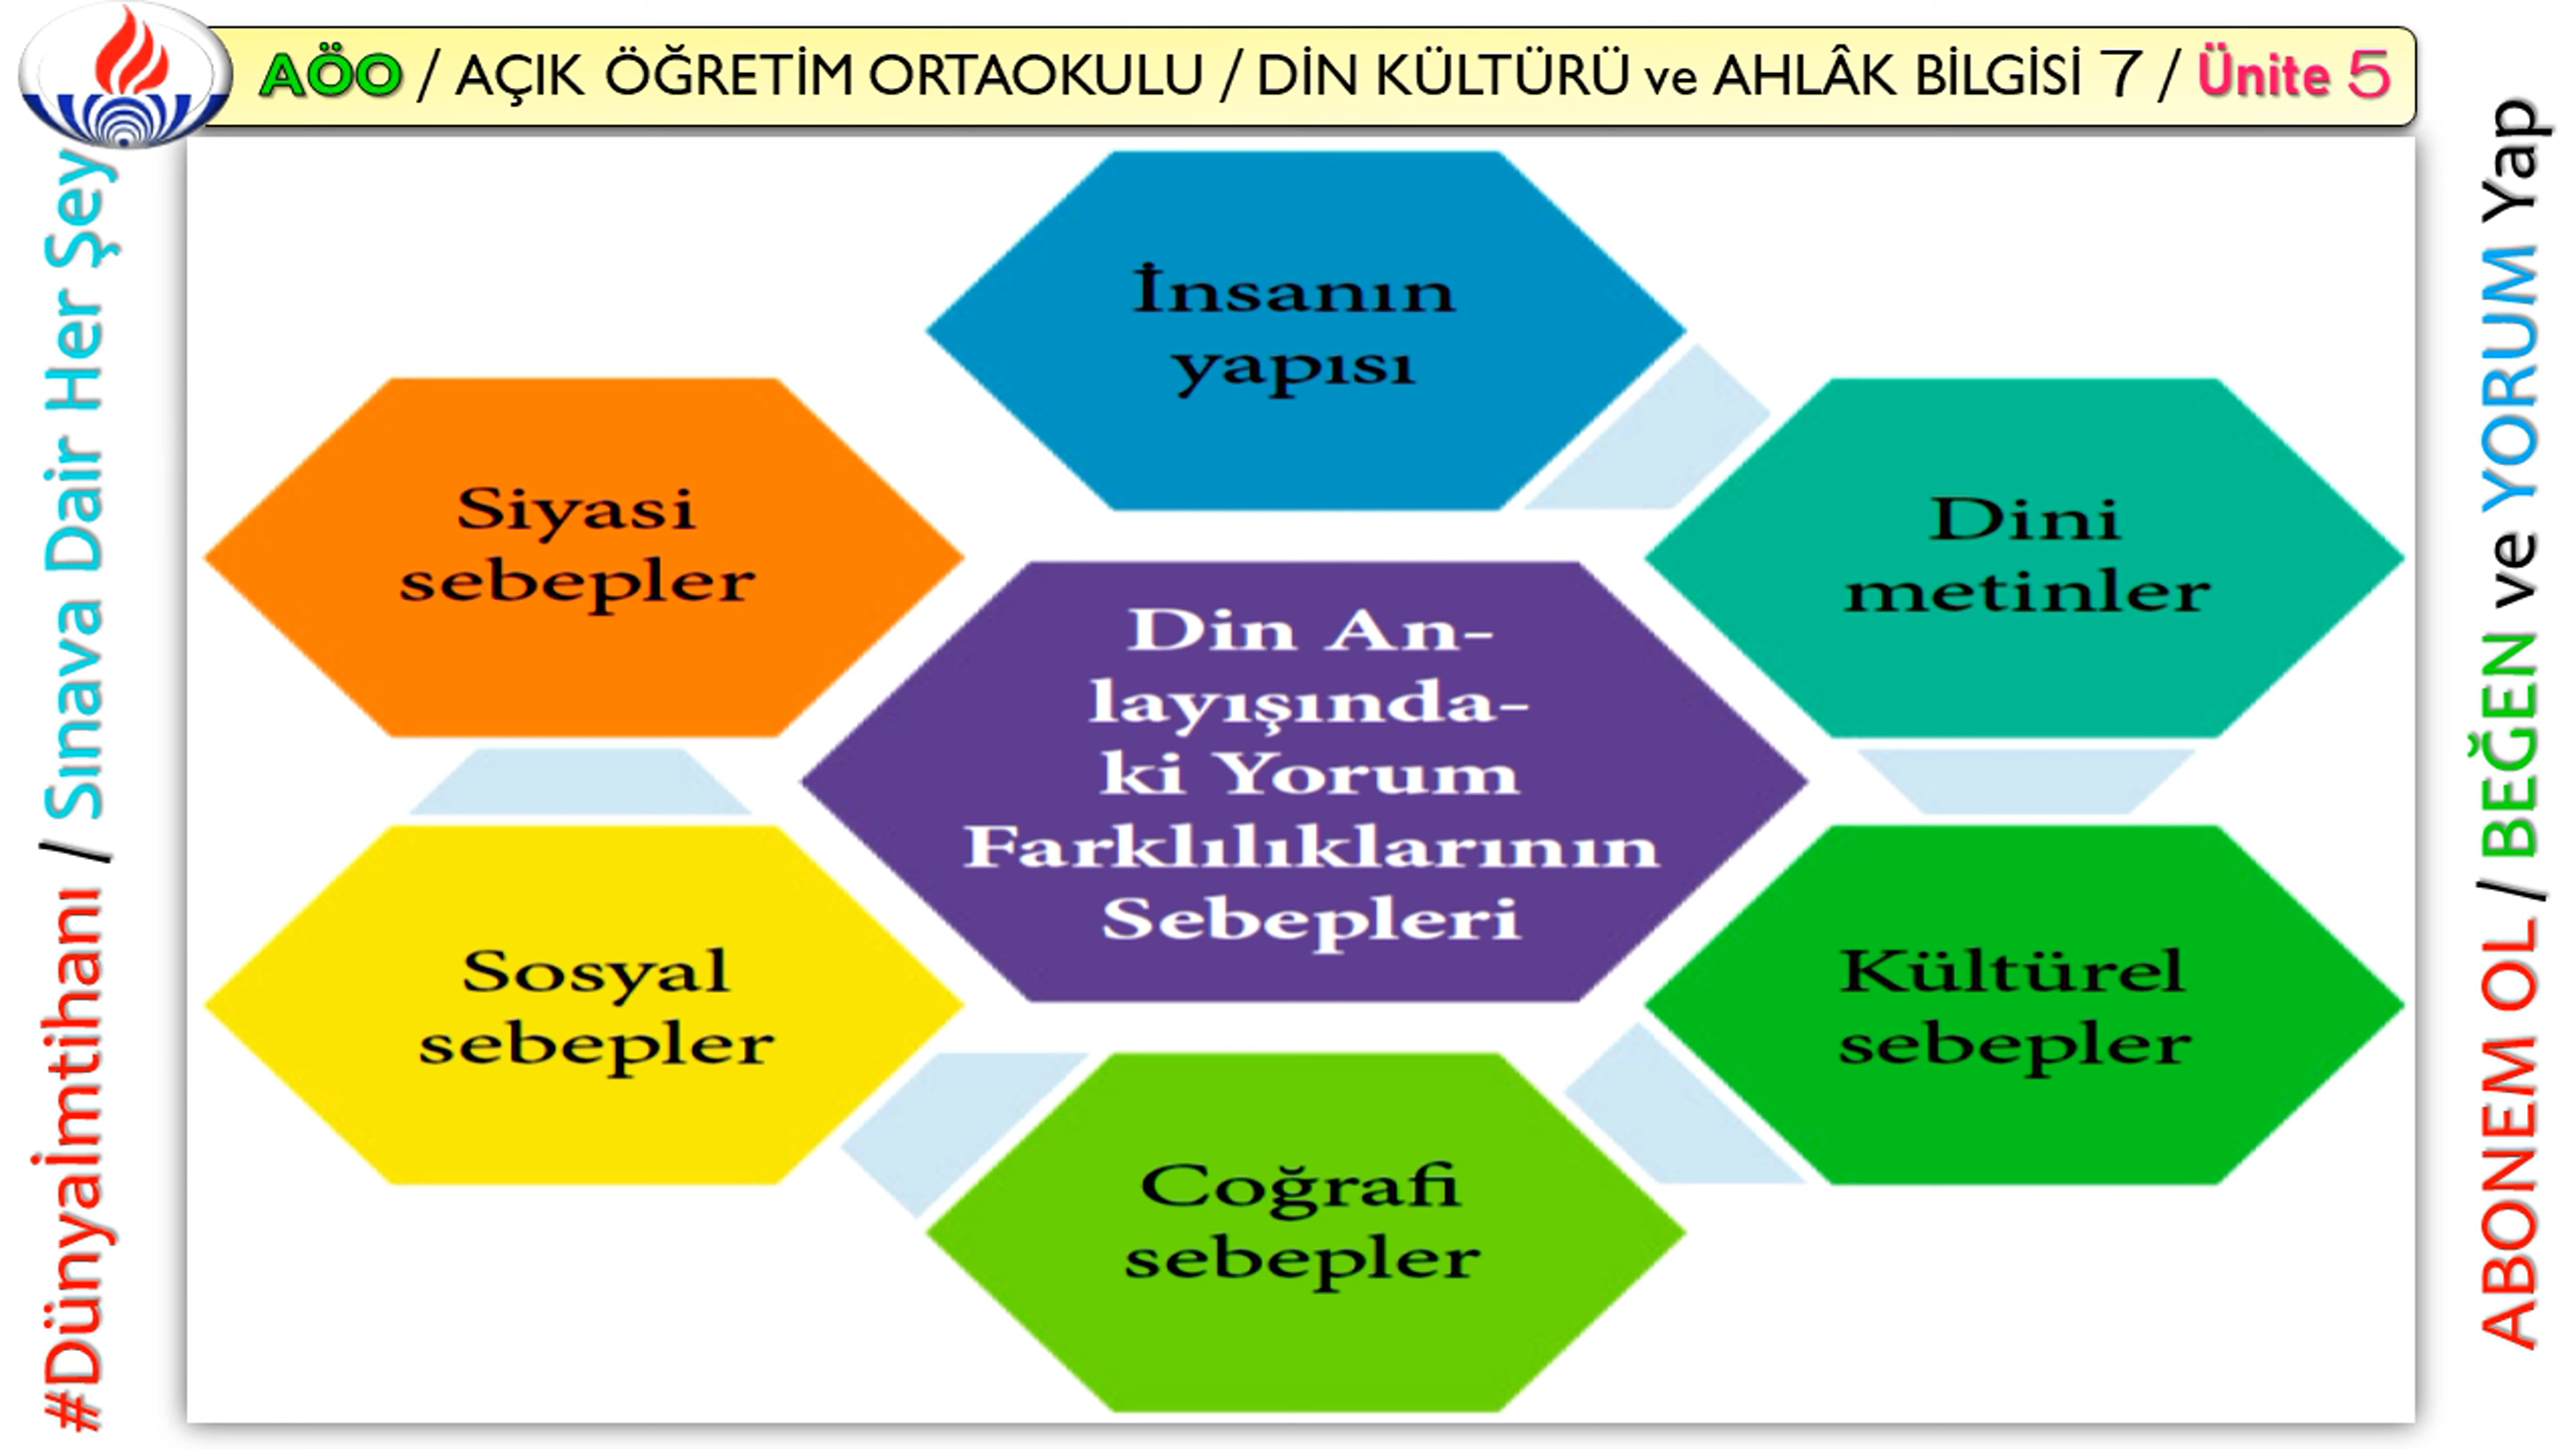 AÖO / AÇIK ÖĞRETİM ORTAOKULU / DİN KÜLTÜRÜ ve AHLÂK BİLGİSİ 7 / Ünite 5
#Dünyaİmtihanı / Sınava Dair Her Şey
İnsanın
yapısı
Siyasi
sebepler
Dini
metinler
Din An-
layışında-
ki Yorum
Farklılıklarının
Sebepleri
Sosyal
sebepler
Kültürel
sebepler
Coğrafi
sebepler
ABONEM OL / BEĞEN ve YORUM Yap